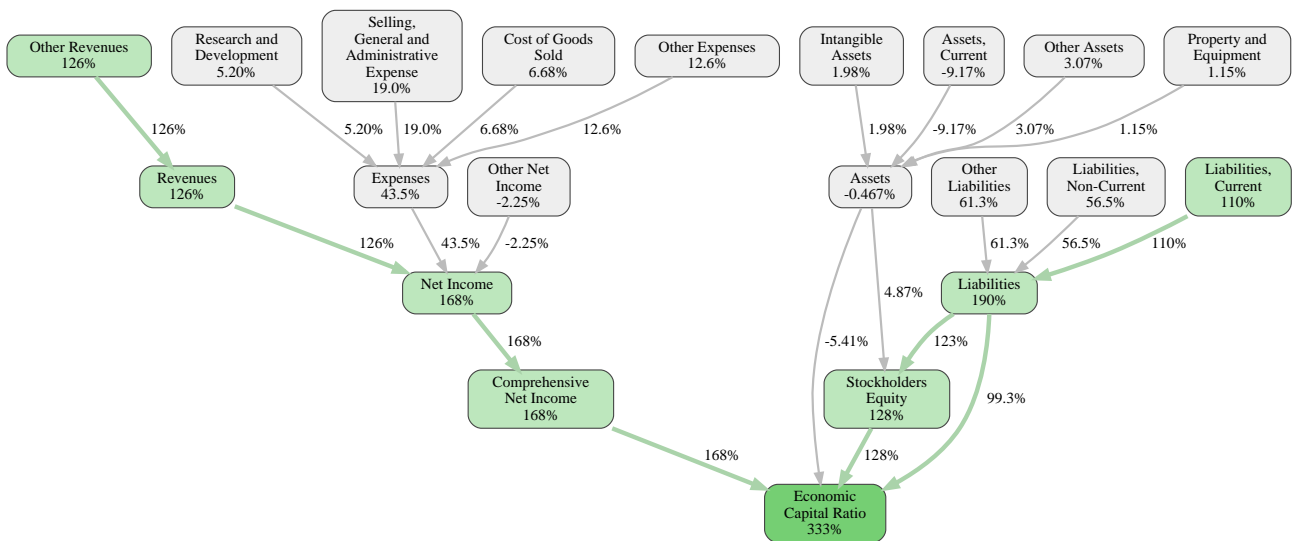 Other Revenues
126%
Research and
Development
5.20%
Selling,
General and
Administrative
Expense
19.0%
Cost of Goods
Sold
6.68%
Other Expenses
12.6%
Intangible
Assets
1.98%
Assets,
Current
-9.17%
Other Assets
3.07%
Property and
Equipment
1.15%
126%
5.20%
19.0%
6.68%
12.6%
1.98%
-9.17%
3.07%
1.15%
Revenues
126%
Expenses
43.5%
Other Net
Income
-2.25%
Assets
-0.467%
Other
Liabilities
61.3%
Liabilities,
Non-Current
56.5%
Liabilities,
Current
110%
126%
43.5%
-2.25%
61.3%
56.5%
110%
Net Income
168%
4.87%
Liabilities
190%
168%
-5.41%
123%
Comprehensive
Net Income
168%
Stockholders
Equity
128%
99.3%
168%
128%
Economic
Capital Ratio
333%